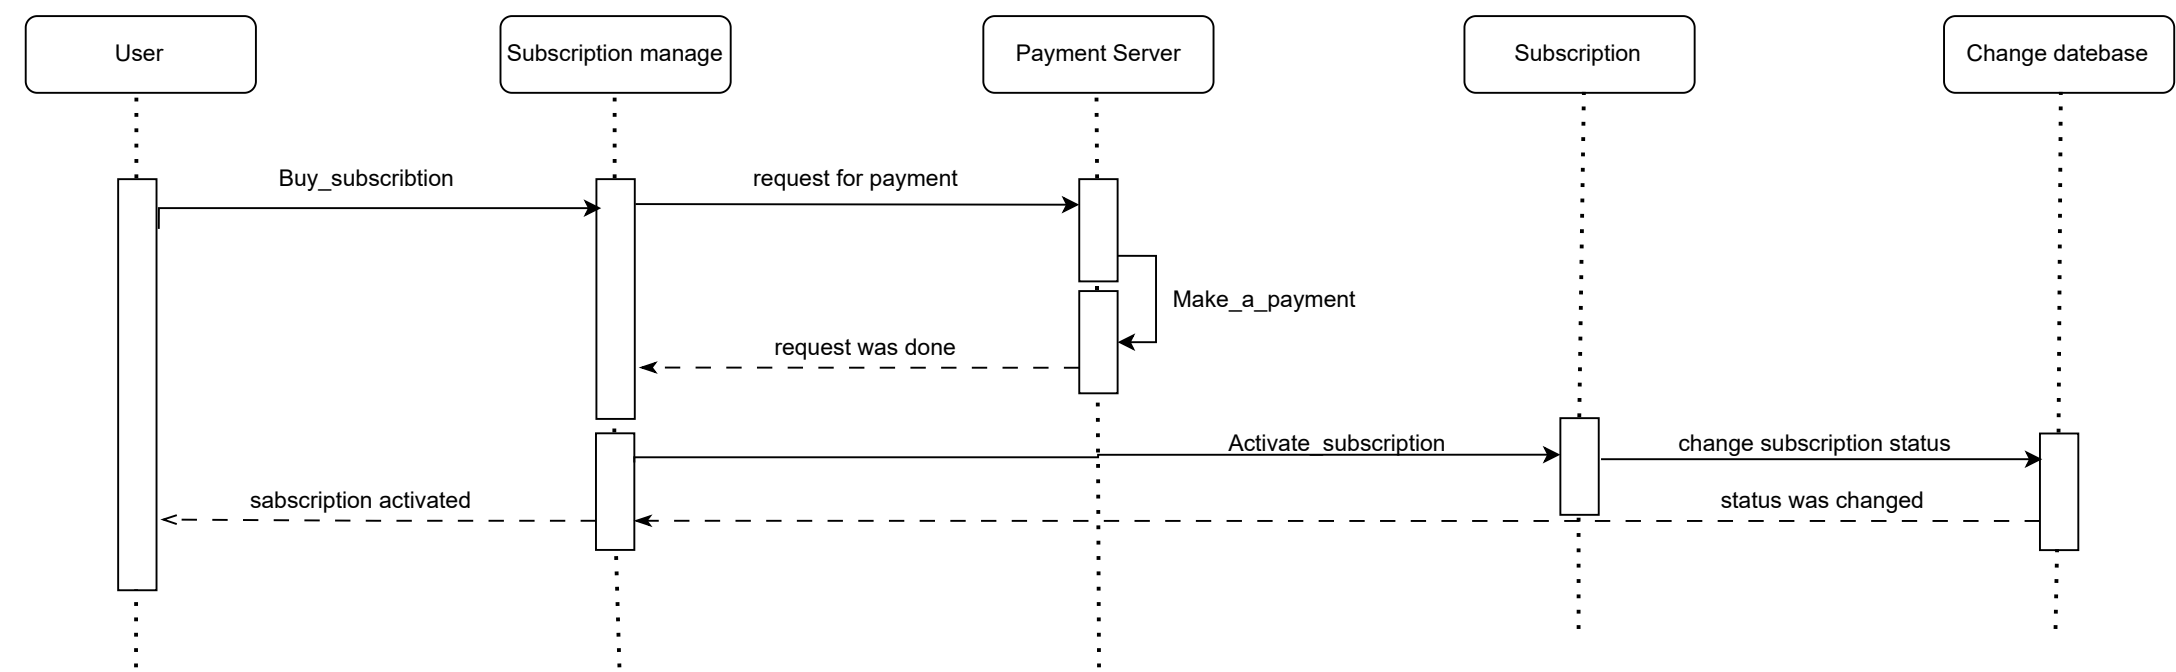 User
Subscription manage
Payment Server
Subscription
Change datebase
Buy_subscribtion
request for payment
Make_a_payment
request was done
Activate_subscription
change subscription status
sabscription activated
status was changed